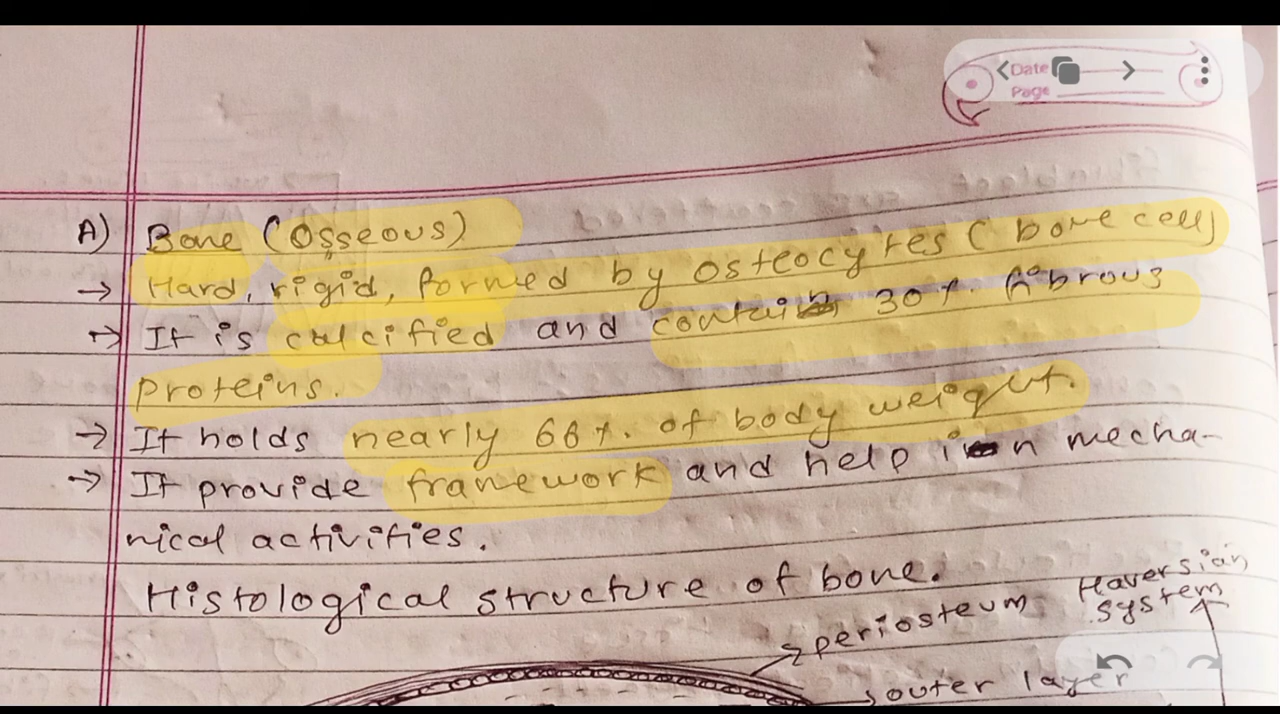 Date
Page
A) Bone (Osseous)
→ Hard, rigid, formed by osteocytes (bone cell)
→ It is calcified and contain 30%. fibrous
proteins.
→ It holds nearly 66%. of body weight.
→ It provide framework and help in mecha-
nical activities.
Histological structure of bone.
Haversian
system
periosteum
outer layer